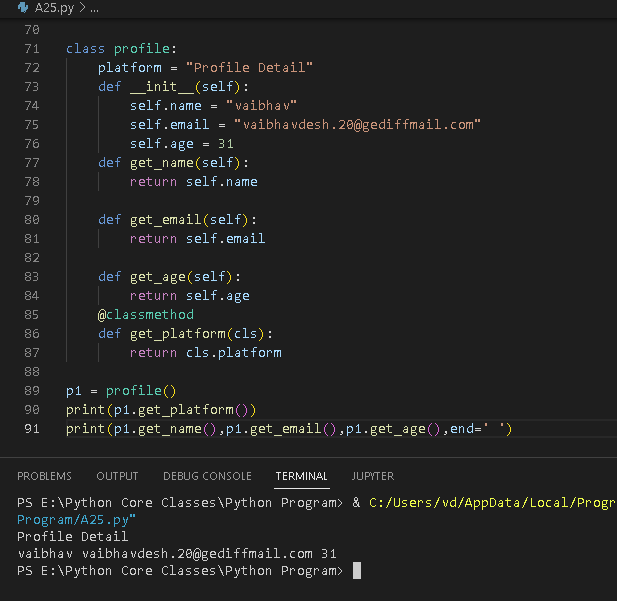 A25.py > ...
70
71 class profile:
72     platform = "Profile Detail"
73     def __init__(self):
74         self.name = "vaibhav"
75         self.email = "vaibhavdesh.20@gediffmail.com"
76         self.age = 31
77     def get_name(self):
78         return self.name
79
80     def get_email(self):
81         return self.email
82
83     def get_age(self):
84         return self.age
85     @classmethod
86     def get_platform(cls):
87         return cls.platform
88
89 p1 = profile()
90 print(p1.get_platform())
91 print(p1.get_name(),p1.get_email(),p1.get_age(),end=' ')
PROBLEMS OUTPUT DEBUG CONSOLE TERMINAL JUPYTER
PS E:\Python Core Classes\Python Program> & C:/Users/vd/AppData/Local/Progr
Program/A25.py"
Profile Detail
vaibhav vaibhavdesh.20@gediffmail.com 31
PS E:\Python Core Classes\Python Program>